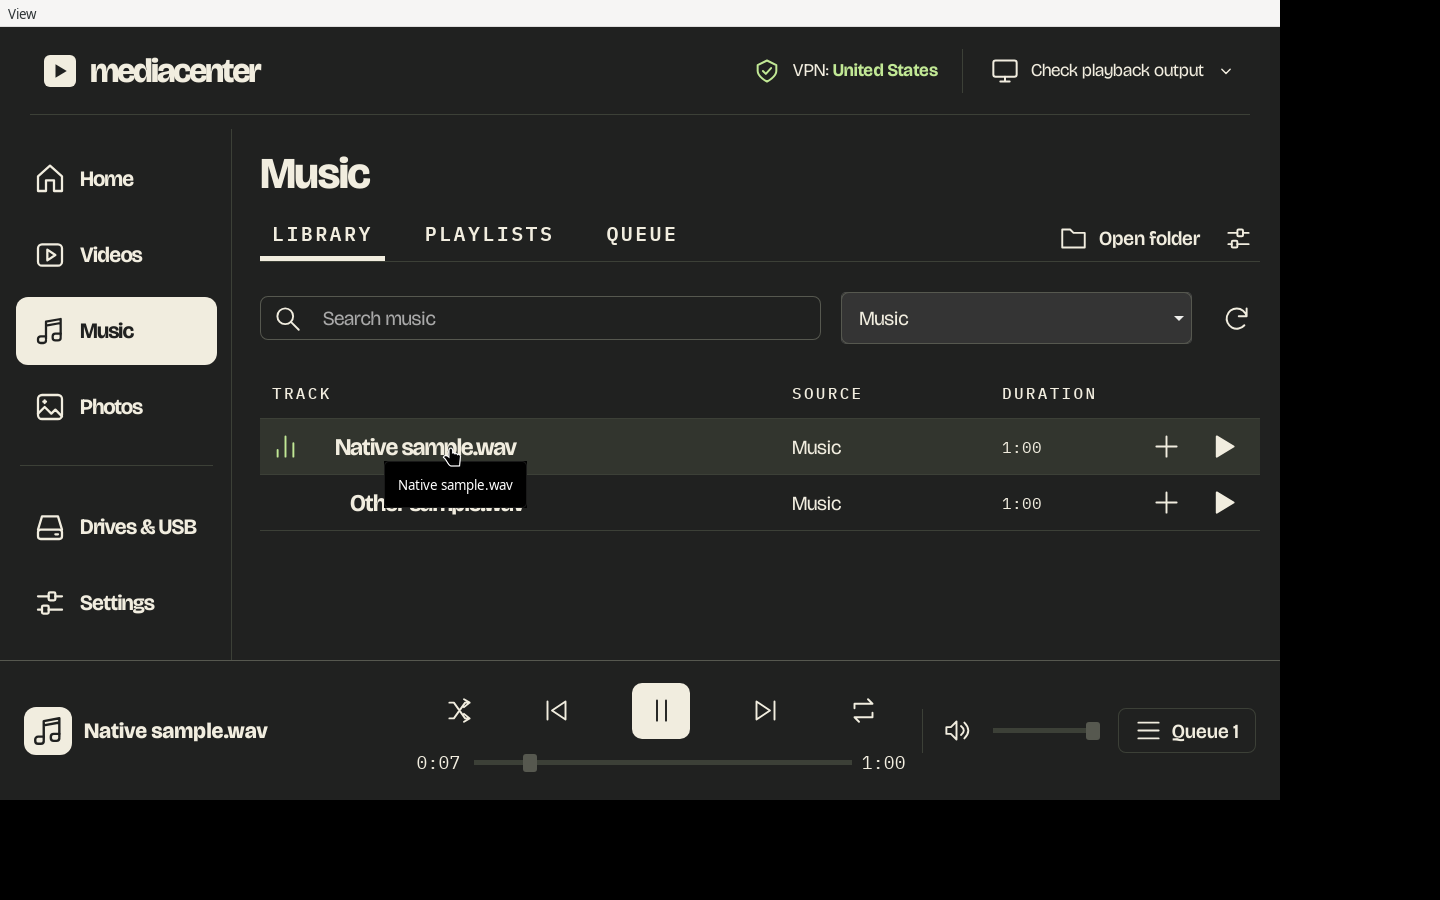 View
mediacenter
VPN: United States
Check playback output
Home
Videos
Music
Photos
Drives & USB
Settings
Music
LIBRARY
PLAYLISTS
QUEUE
Open folder
Search music
Music
TRACK SOURCE DURATION
Native sample.wav Music 1:00
Native sample.wav
Music 1:00
Native sample.wav
0:07
1:00
Queue 1